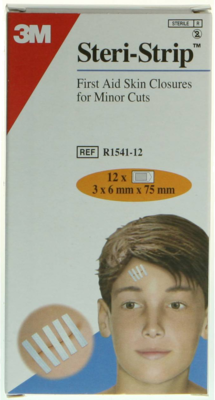 3M
STERILE R
2
Steri-Strip™
First Aid Skin Closures
for Minor Cuts
REF R1541-12
12 x
3 x 6 mm x 75 mm